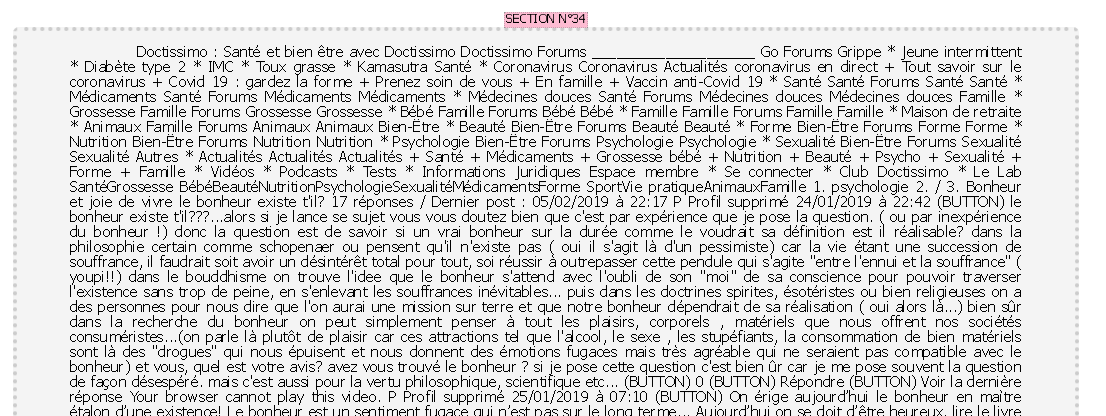 SECTION N°34
Doctissimo : Santé et bien être avec Doctissimo Doctissimo Forums ____________________ Go Forums Grippe * Jeune intermittent
* Diabète type 2 * IMC * Toux grasse * Kamasutra Santé * Coronavirus Coronavirus Actualités coronavirus en direct + Tout savoir sur le
coronavirus + Covid 19 : gardez la forme + Prenez soin de vous + En famille + Vaccin anti-Covid 19 * Santé Santé Forums Santé Santé *
Médicaments Santé Forums Médicaments Médicaments * Médecines douces Santé Forums Médecines douces Médecines douces Famille *
Grossesse Famille Forums Grossesse Grossesse * Bébé Famille Forums Bébé Bébé * Famille Famille Forums Famille Famille * Maison de retraite
* Animaux Famille Forums Animaux Animaux Bien-Être * Beauté Bien-Être Forums Beauté Beauté * Forme Bien-Être Forums Forme Forme *
Nutrition Bien-Être Forums Nutrition Nutrition * Psychologie Bien-Être Forums Psychologie Psychologie * Sexualité Bien-Être Forums Sexualité
Sexualité Autres * Actualités Actualités Actualités + Santé + Médicaments + Grossesse bébé + Nutrition + Beauté + Psycho + Sexualité +
Forme + Famille * Vidéos * Podcasts * Tests * Informations Juridiques Espace membre * Se connecter * Club Doctissimo * Le Lab
SantéGrossesse BébéBeautéNutritionPsychologieSexualitéMédicamentsForme SportVie pratiqueAnimauxFamille 1. psychologie 2. / 3. Bonheur
et joie de vivre le bonheur existe t'il? 17 réponses / Dernier post : 05/02/2019 à 22:17 P Profil supprimé 24/01/2019 à 22:42 (BUTTON) le
bonheur existe t'il???...alors si je lance se sujet vous vous doutez bien que c'est par expérience que je pose la question. ( ou par inexpérience
du bonheur !) donc la question est de savoir si un vrai bonheur sur la durée comme le voudrait sa définition est il réalisable? dans la
philosophie certain comme schopenaer ou pensent qu'il n'existe pas ( oui il s'agit là d'un pessimiste) car la vie étant une succession de
souffrance, il faudrait soit avoir un désintérêt total pour tout, soi réussir à outrepasser cette pendule qui s'agite "entre l'ennui et la souffrance" (
youpi!!) dans le bouddhisme on trouve l'idee que le bonheur s'attend avec l'oubli de son "moi" de sa conscience pour pouvoir traverser
l'existence sans trop de peine, en s'enlevant les souffrances inévitables... puis dans les doctrines spirites, ésotéristes ou bien religieuses on a
des personnes pour nous dire que l'on aurai une mission sur terre et que notre bonheur dépendrait de sa réalisation ( oui alors là...) bien sûr
dans la recherche du bonheur on peut simplement penser à tout les plaisirs, corporels , matériels que nous offrent nos sociétés
consuméristes...(on parle là plutôt de plaisir car ces attractions tel que l'alcool, le sexe , les stupéfiants, la consommation de bien matériels
sont là des "drogues" qui nous épuisent et nous donnent des émotions fugaces mais très agréable qui ne seraient pas compatible avec le
bonheur) et vous, quel est votre avis? avez vous trouvé le bonheur ? si je pose cette question c'est bien ûr car je me pose souvent la question
de façon désespéré. mais c'est aussi pour la vertu philosophique, scientifique etc... (BUTTON) 0 (BUTTON) Répondre (BUTTON) Voir la dernière
réponse Your browser cannot play this video. P Profil supprimé 25/01/2019 à 07:10 (BUTTON) On érige aujourd'hui le bonheur en maître
étalon d'une existence! Le bonheur est un sentiment fugace qui n'est pas sur le long terme... Aujourd'hui on se doit d'être heureux, lire le livre